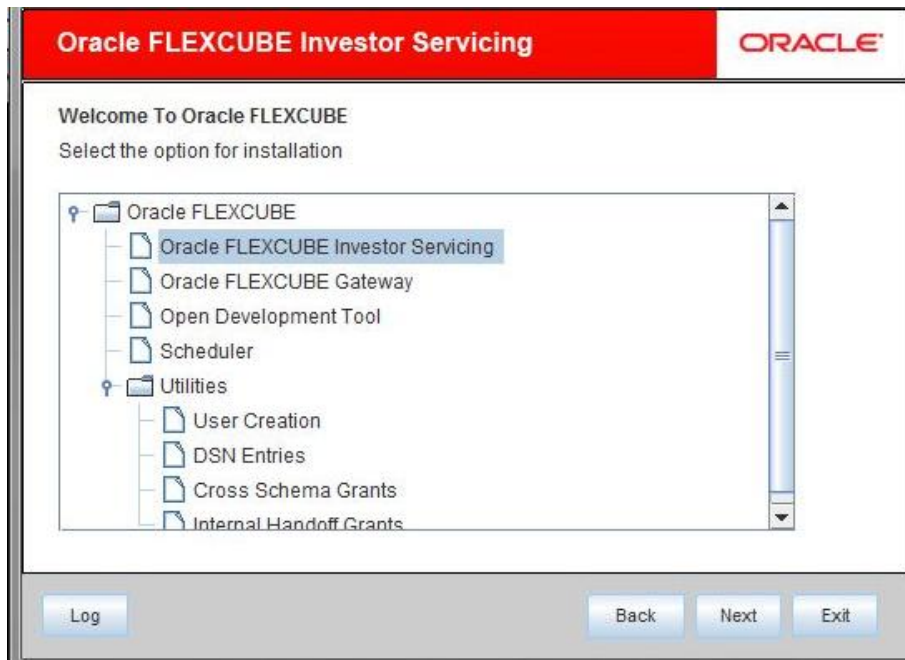 Oracle FLEXCUBE Investor Servicing
ORACLE
Welcome To Oracle FLEXCUBE
Select the option for installation
Oracle FLEXCUBE
Oracle FLEXCUBE Investor Servicing
Oracle FLEXCUBE Gateway
Open Development Tool
Scheduler
Utilities
User Creation
DSN Entries
Cross Schema Grants
Internal Handoff Grants
Log Back Next Exit